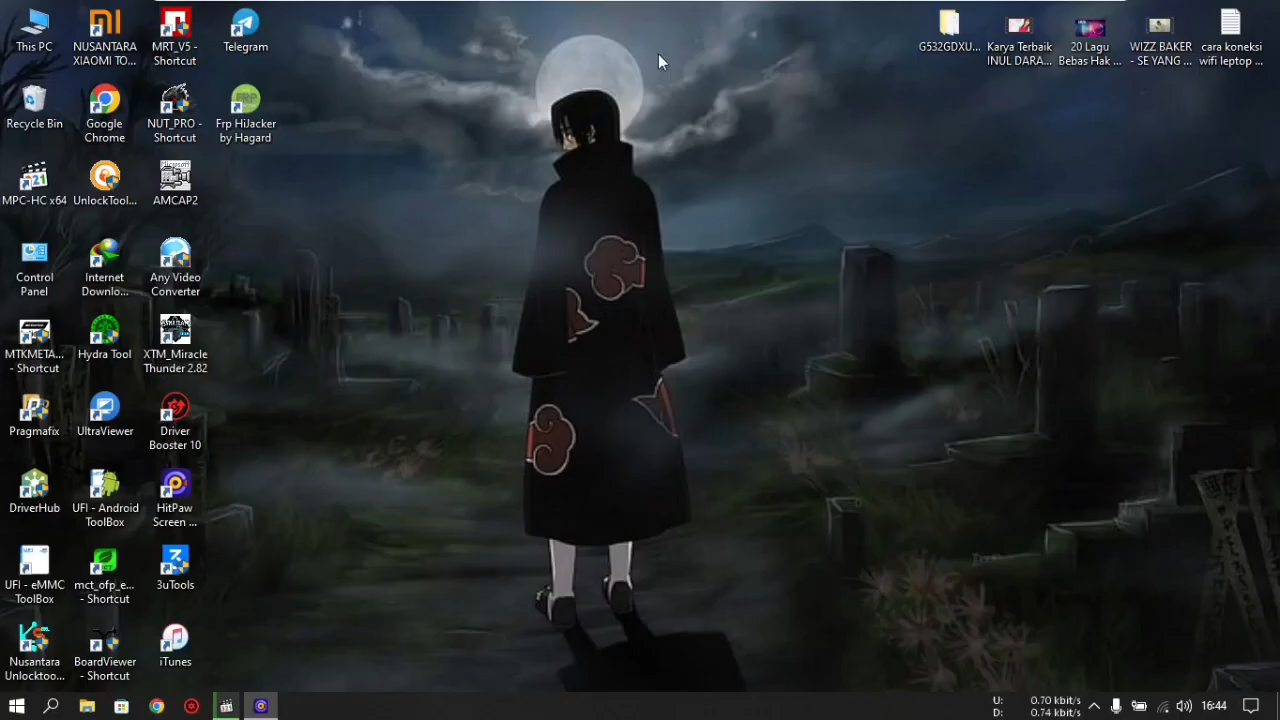 This PC
NUSANTARA
XIAOMI TO...
MRT_V5 -
Shortcut
Telegram
G532GDXU...
Karya Terbaik
INUL DARA...
20 Lagu
Bebas Hak ...
WIZZ BAKER
- SE YANG ...
cara koneksi
wifi leptop ...
Recycle Bin
Google
Chrome
NUT_PRO -
Shortcut
FRP
Frp HiJacker
by Hagard
321
MPC-HC x64
UnlockTool...
Microsoft
AMCAP2
Control
Panel
Internet
Downlo...
Any Video
Converter
MTKMETA...
- Shortcut
Hydra Tool
XTM_Miracle
Thunder 2.82
Pragmafix
UltraViewer
Driver
Booster 10
DriverHub
UFI - Android
ToolBox
HitPaw
Screen ...
UFI - eMMC
ToolBox
mct_ofp_e...
- Shortcut
3uTools
Nusantara
Unlocktoo...
BoardViewer
- Shortcut
iTunes
U: 0.70 kbit/s
D: 0.74 kbit/s
16:44